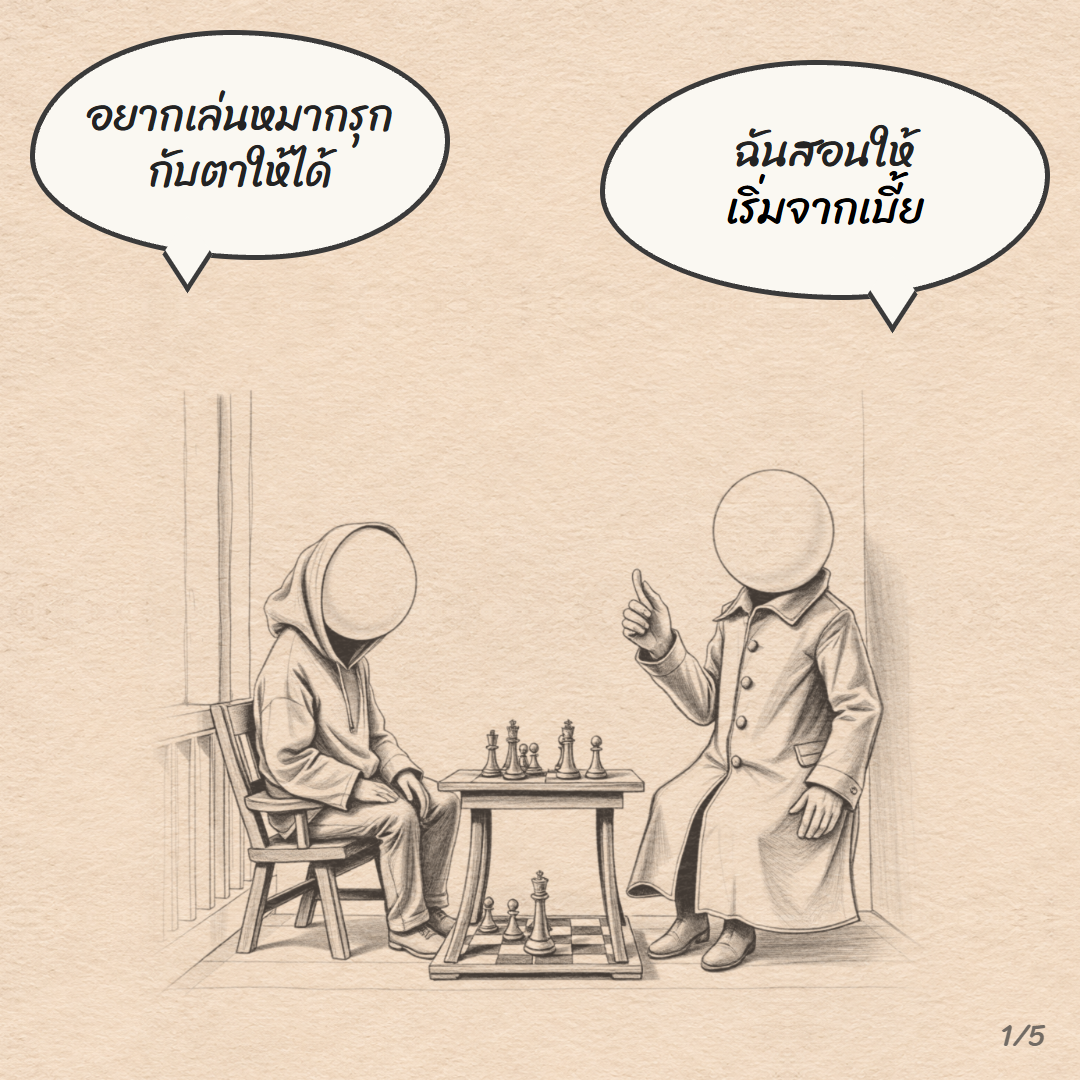 อยากเล่นหมากรุก
กับตาให้ได้
ฉันสอนให้
เริ่มจากเบี้ย
1/5